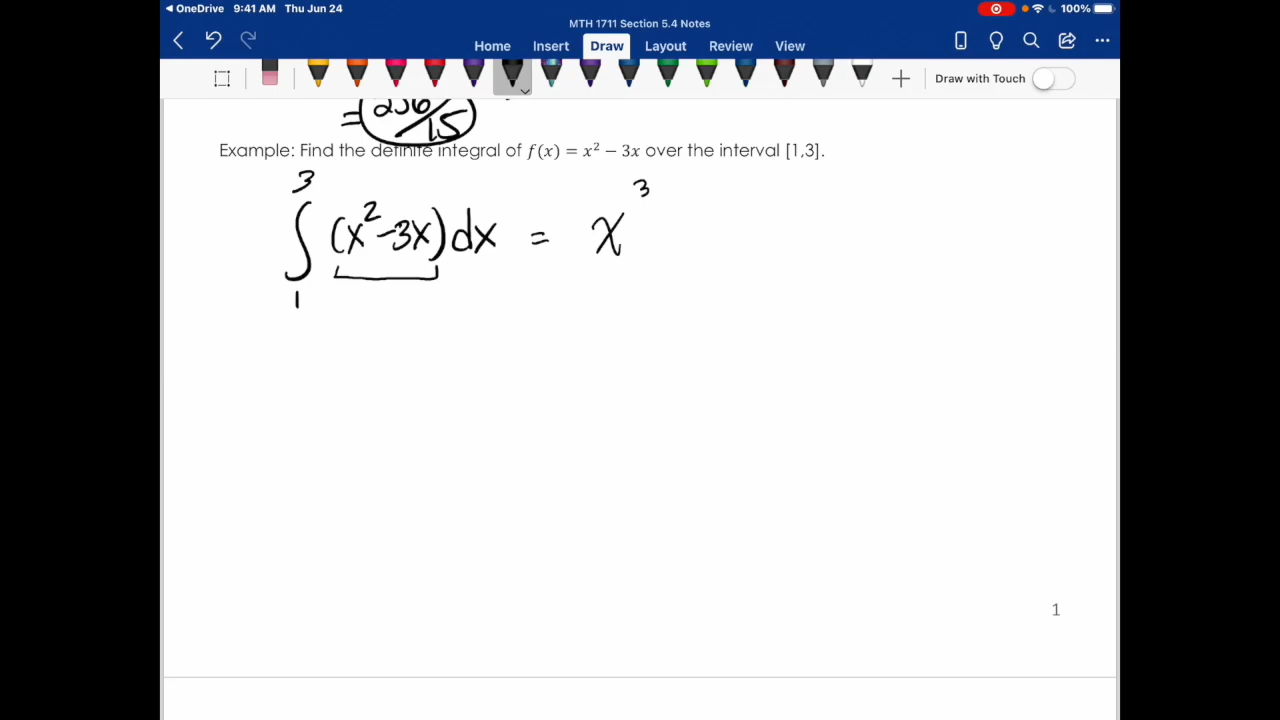 OneDrive 9:41 AM Thu Jun 24 100%
MTH 1711 Section 5.4 Notes
Home Insert Draw Layout Review View
Draw with Touch
= 256/15
Example: Find the definite integral of f(x) = x² − 3x over the interval [1,3].
∫₁³ (x²-3x)dx = x³
1